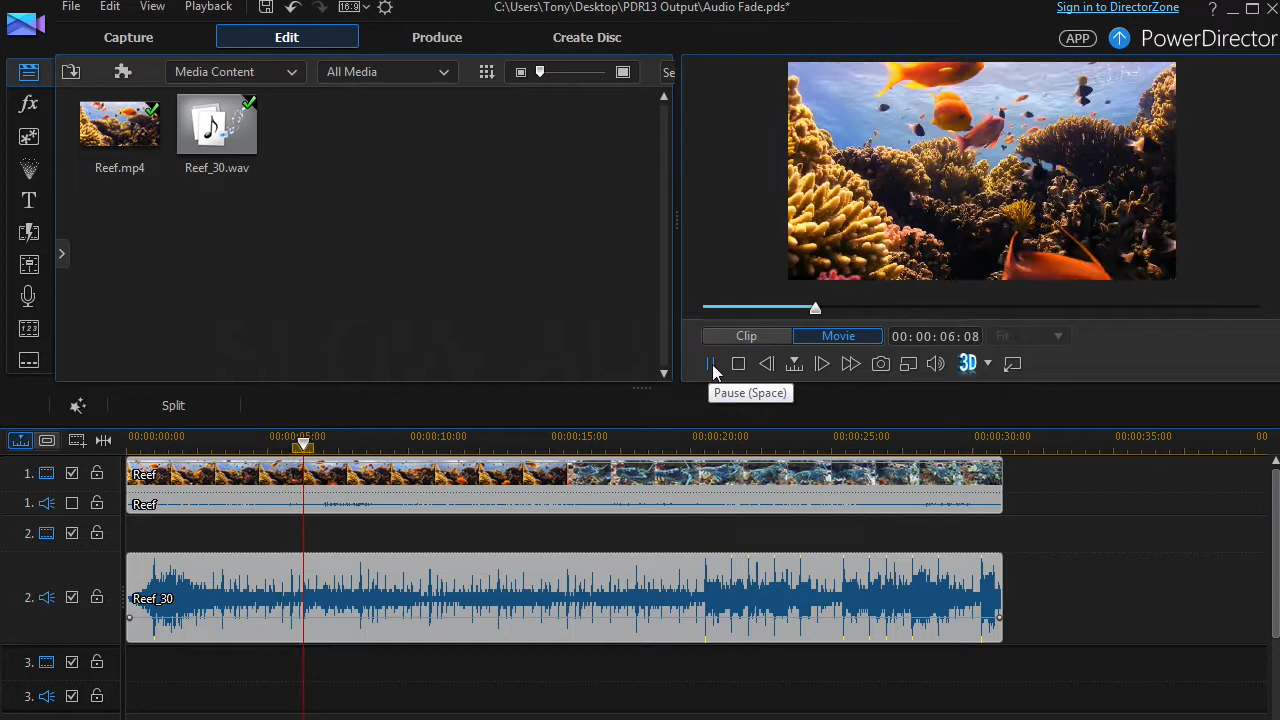 File Edit View Playback 16:9 C:\Users\Tony\Desktop\PDR13 Output\Audio Fade.pds* Sign in to DirectorZone ?
Capture Edit Produce Create Disc APP PowerDirector
Media Content All Media Se
Reef.mp4 Reef_30.wav
fx
T
Clip Movie 00:00:06:08 Fit
3D
Pause (Space)
Split
00:00:00:00 00:00:05:00 00:00:10:00 00:00:15:00 00:00:20:00 00:00:25:00 00:00:30:00 00:00:35:00 00
1. Reef
1. Reef
2.
2. Reef_30
3.
3.